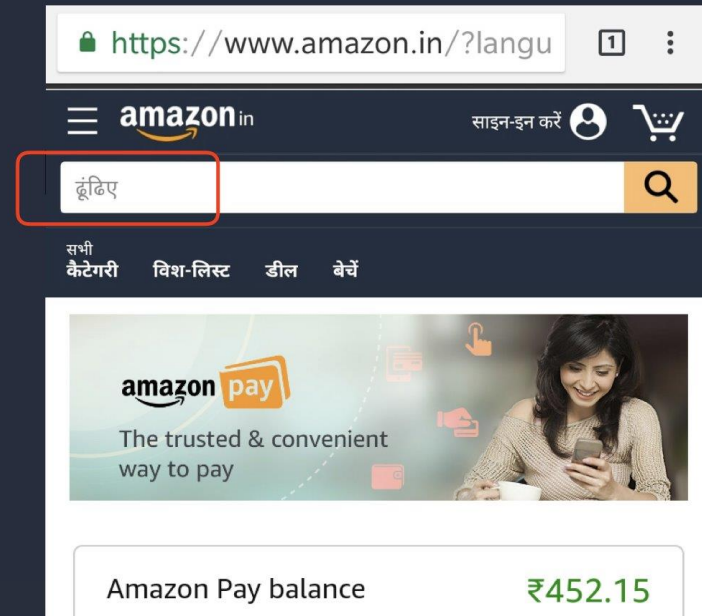 https://www.amazon.in/?langu 1
amazon in साइन-इन करें
ढूंढिए
सभी
कैटेगरी विश-लिस्ट डील बेचें
amazon pay
The trusted & convenient
way to pay
Amazon Pay balance ₹452.15